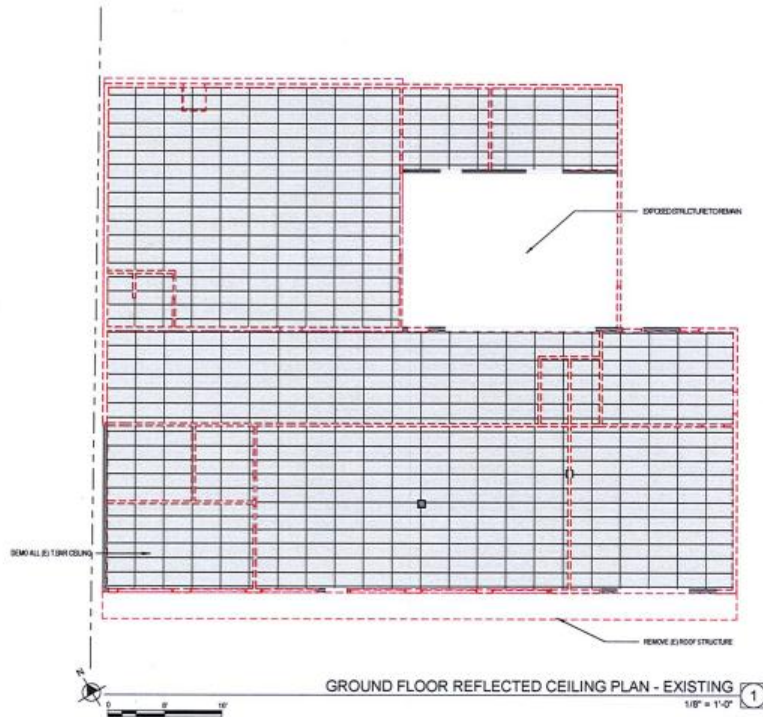 EXPOSED STRUCTURE TO REMAIN
DEMO ALL (E) T-BAR CEILING
REMOVE (E) ROOF STRUCTURE
N
GROUND FLOOR REFLECTED CEILING PLAN - EXISTING
1
1/8" = 1'-0"
0 8' 16'